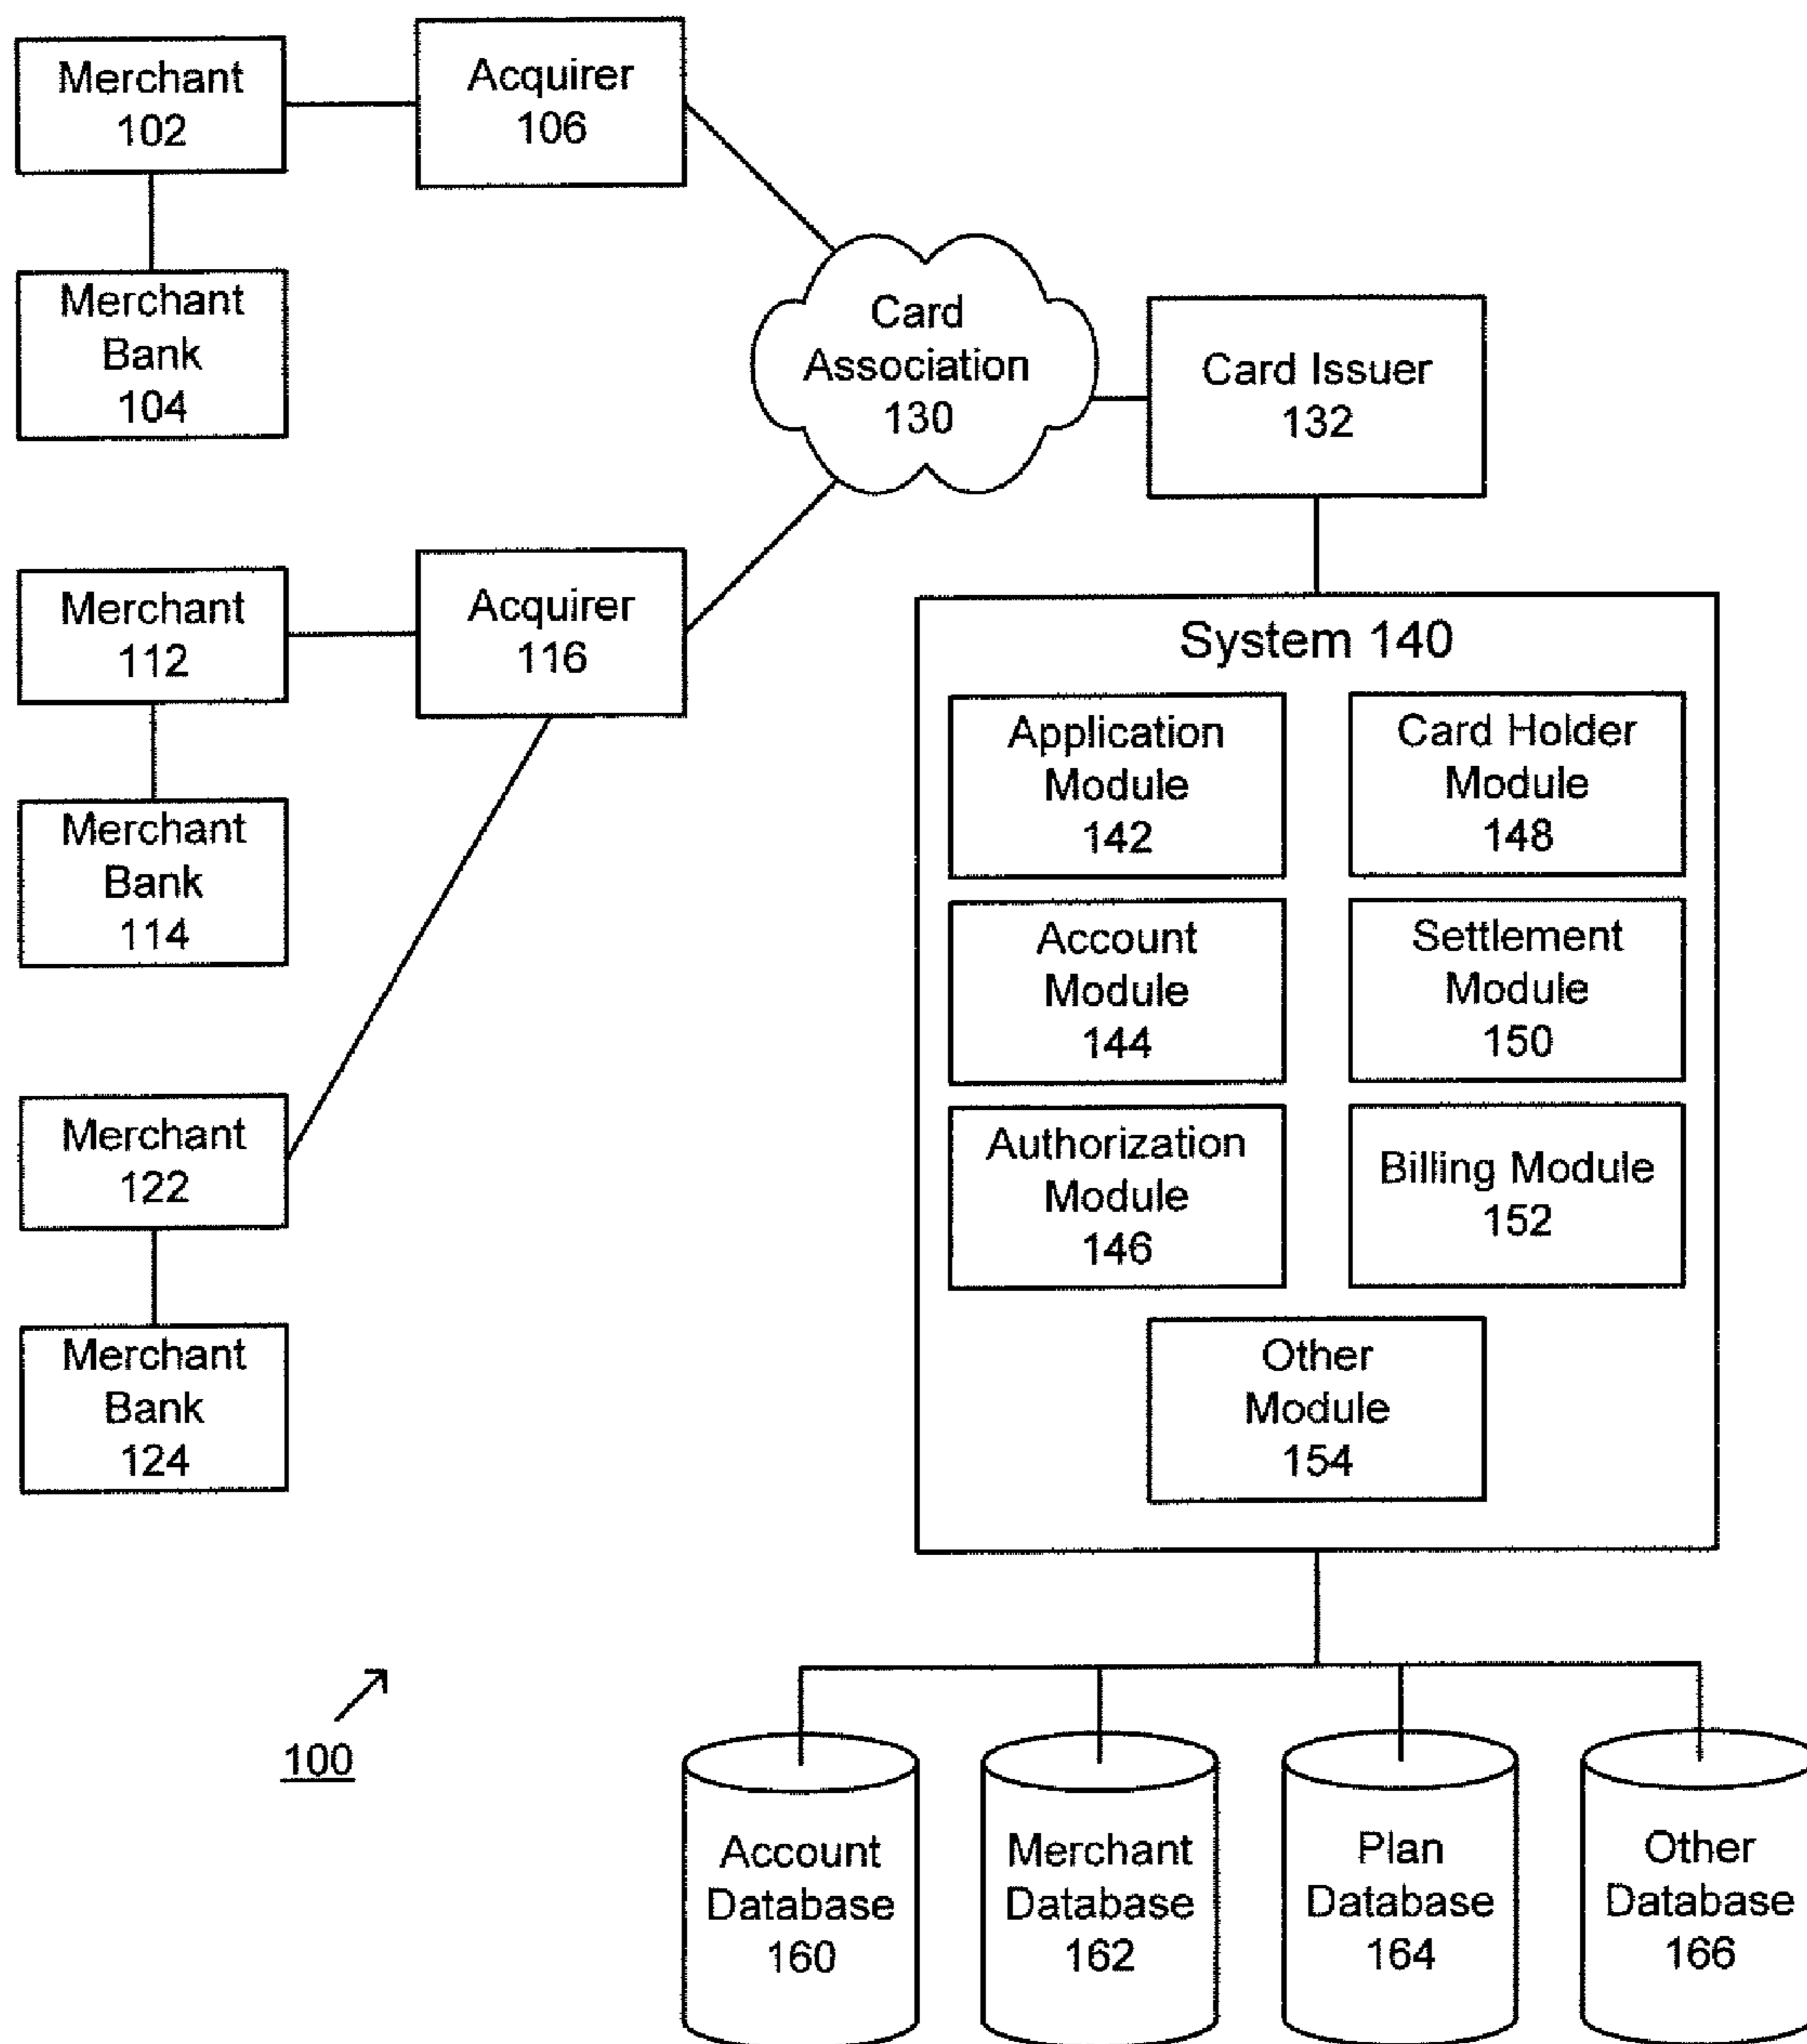 Merchant
102
Acquirer
106
Merchant
Bank
104
Card
Association
130
Card Issuer
132
Merchant
112
Acquirer
116
Merchant
Bank
114
Merchant
122
Merchant
Bank
124
System 140
Application
Module
142
Card Holder
Module
148
Account
Module
144
Settlement
Module
150
Authorization
Module
146
Billing Module
152
Other
Module
154
100
Account
Database
160
Merchant
Database
162
Plan
Database
164
Other
Database
166